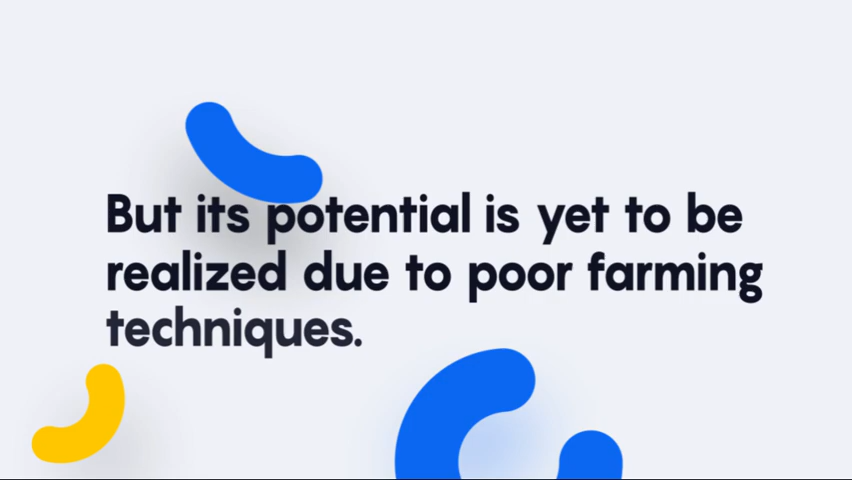 But its potential is yet to be
realized due to poor farming
techniques.